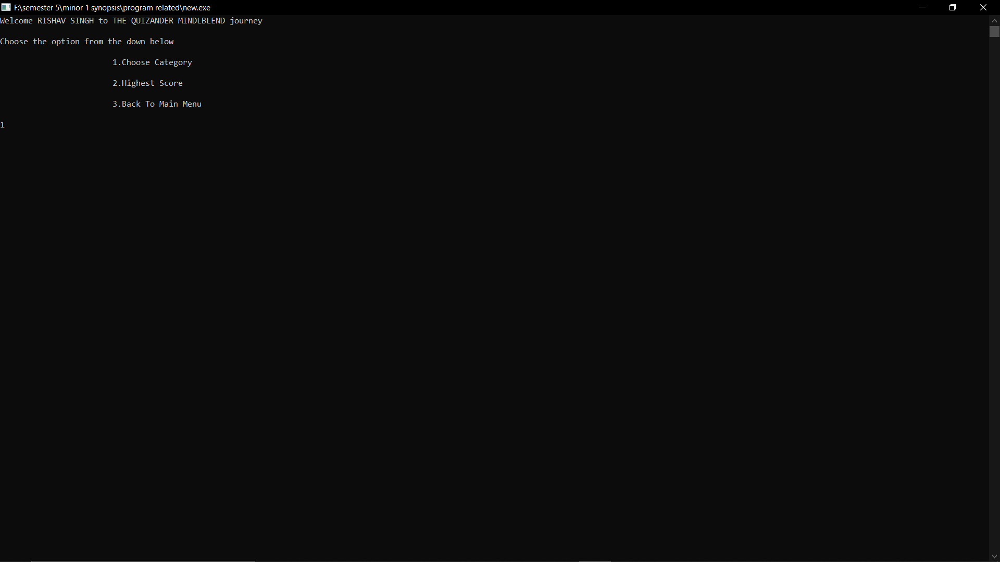 F:\semester 5\minor 1 synopsis\program related\new.exe
Welcome RISHAV SINGH to THE QUIZANDER MINDLBLEND journey
Choose the option from the down below
1.Choose Category
2.Highest Score
3.Back To Main Menu
1